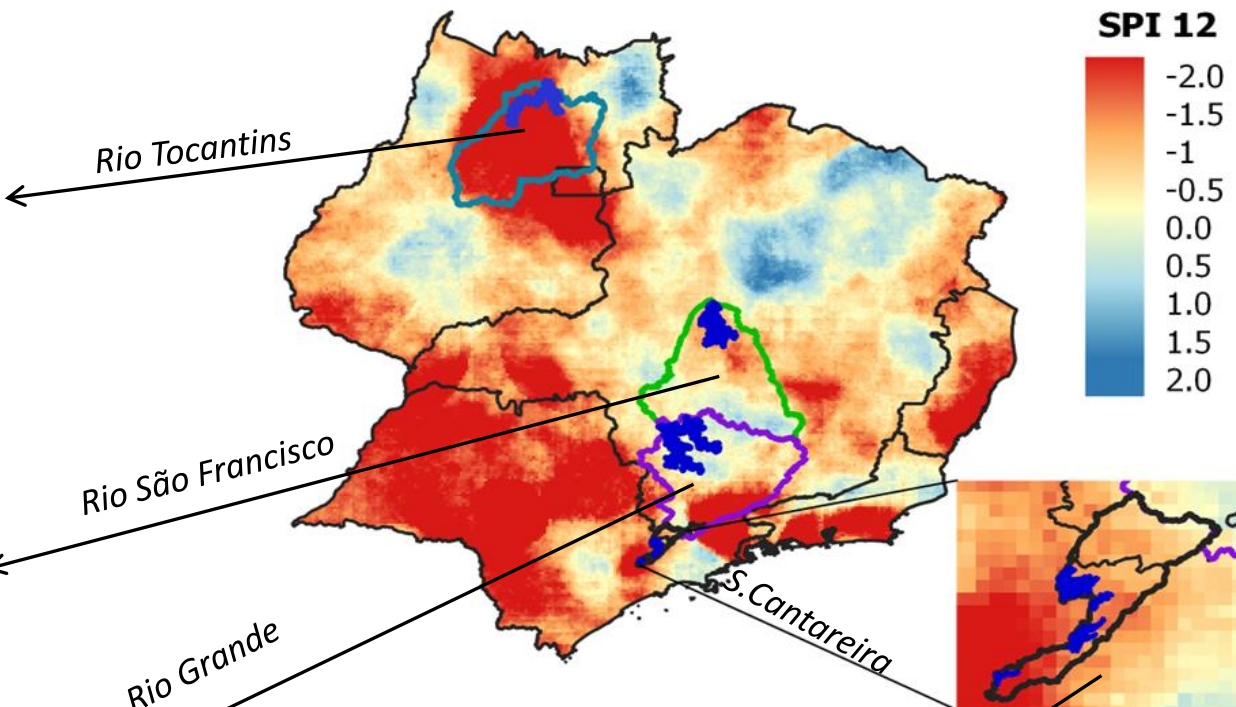 SPI 12
-2.0
-1.5
-1
-0.5
0.0
0.5
1.0
1.5
2.0
Rio Tocantins
Rio São Francisco
Rio Grande
S.Cantareira